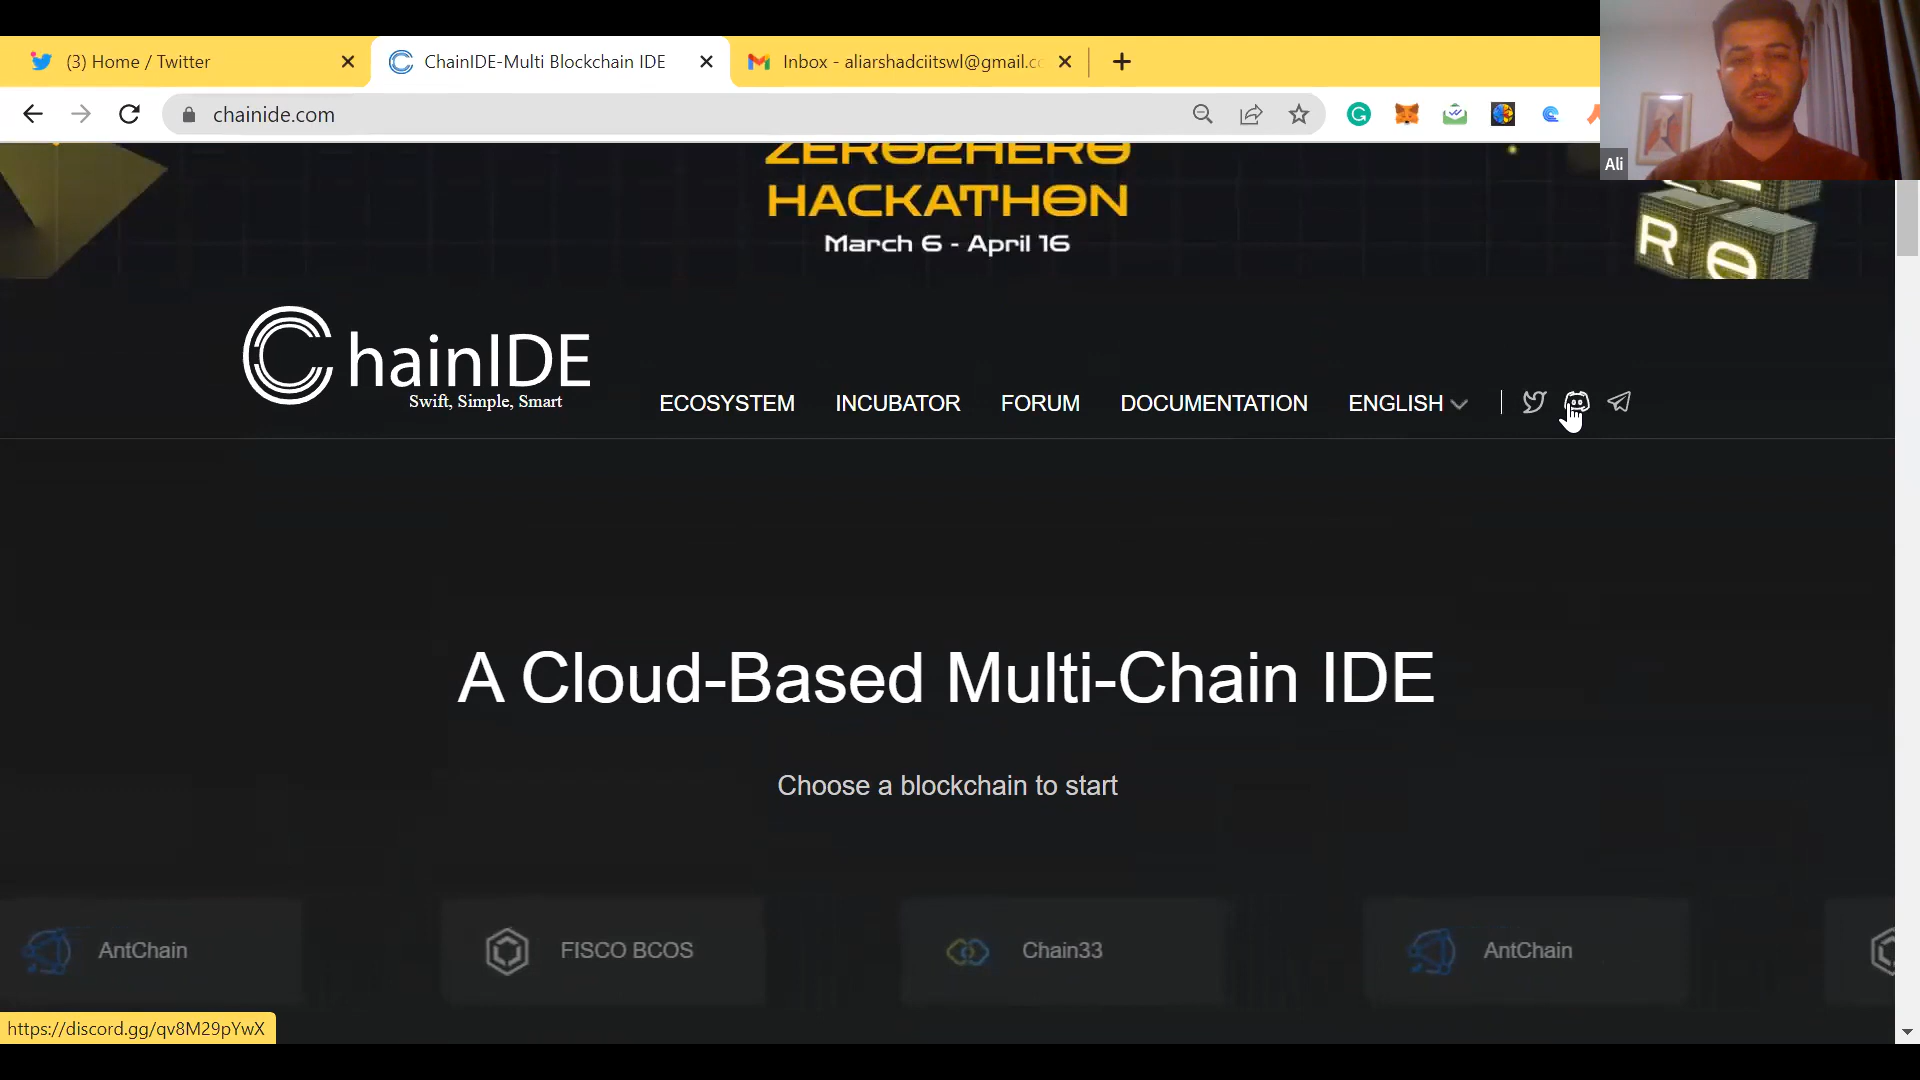 (3) Home / Twitter
ChainIDE-Multi Blockchain IDE
Inbox - aliarshadciitswl@gmail.c
chainide.com
Ali
ZERO2HERO
HACKATHON
March 6 - April 16
R O
ChainIDE
Swift, Simple, Smart
ECOSYSTEM
INCUBATOR
FORUM
DOCUMENTATION
ENGLISH
A Cloud-Based Multi-Chain IDE
Choose a blockchain to start
AntChain
FISCO BCOS
Chain33
AntChain
https://discord.gg/qv8M29pYwX